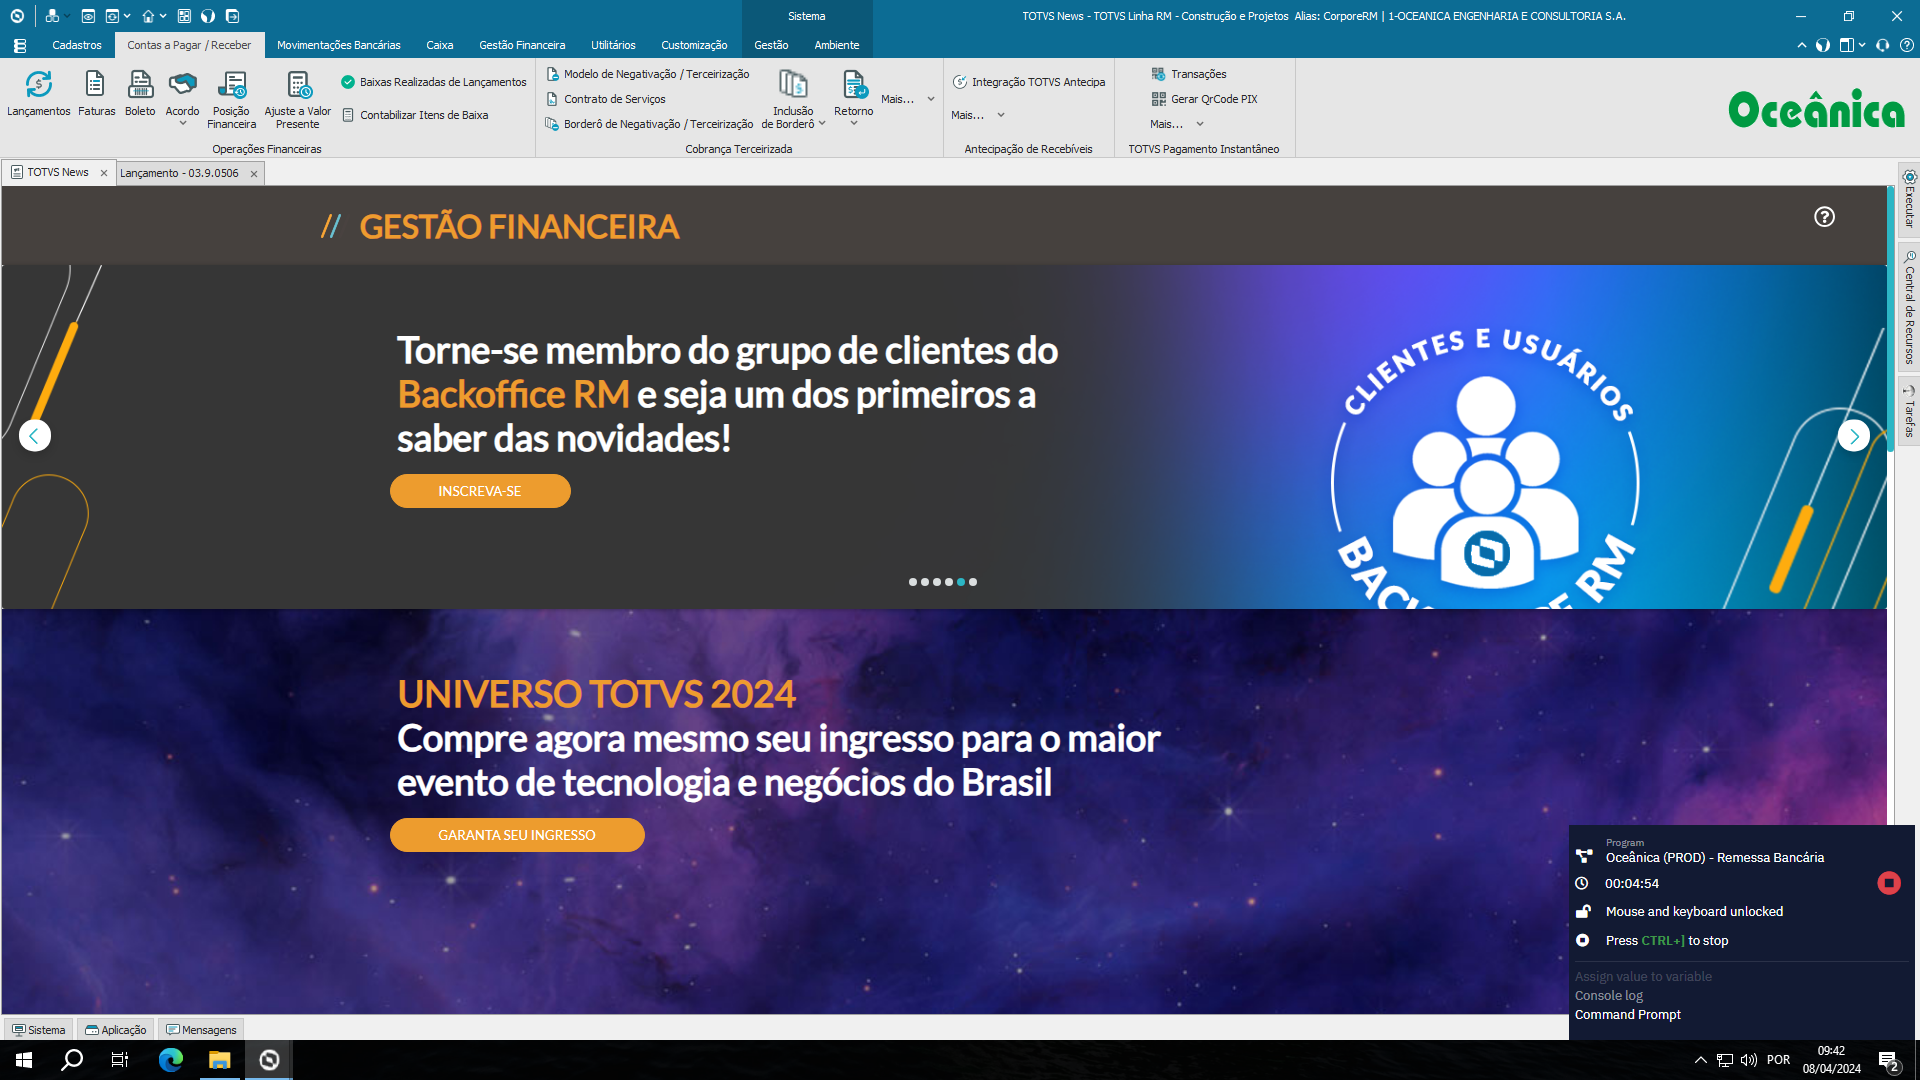 Sistema
TOTVS News - TOTVS Linha RM - Construção e Projetos  Alias: CorporeRM | 1-OCEANICA ENGENHARIA E CONSULTORIA S.A.
Cadastros
Contas a Pagar / Receber
Movimentações Bancárias
Caixa
Gestão Financeira
Utilitários
Customização
Gestão
Ambiente
Lançamentos
Faturas
Boleto
Acordo
Posição
Financeira
Ajuste a Valor
Presente
Baixas Realizadas de Lançamentos
Contabilizar Itens de Baixa
Operações Financeiras
Modelo de Negativação / Terceirização
Contrato de Serviços
Borderô de Negativação / Terceirização
Inclusão
de Borderô
Retorno
Mais...
Cobrança Terceirizada
Integração TOTVS Antecipa
Mais...
Antecipação de Recebíveis
Transações
Gerar QrCode PIX
Mais...
TOTVS Pagamento Instantâneo
Oceânica
TOTVS News
Lançamento - 03.9.0506
Executar
Central de Recursos
Tarefas
// GESTÃO FINANCEIRA
Torne-se membro do grupo de clientes do
Backoffice RM e seja um dos primeiros a
saber das novidades!
INSCREVA-SE
CLIENTES E USUÁRIOS
BACKOFFICE RM
UNIVERSO TOTVS 2024
Compre agora mesmo seu ingresso para o maior
evento de tecnologia e negócios do Brasil
GARANTA SEU INGRESSO
Program
Oceânica (PROD) - Remessa Bancária
00:04:54
Mouse and keyboard unlocked
Press CTRL+] to stop
Assign value to variable
Console log
Command Prompt
Sistema
Aplicação
Mensagens
POR
09:42
08/04/2024
2